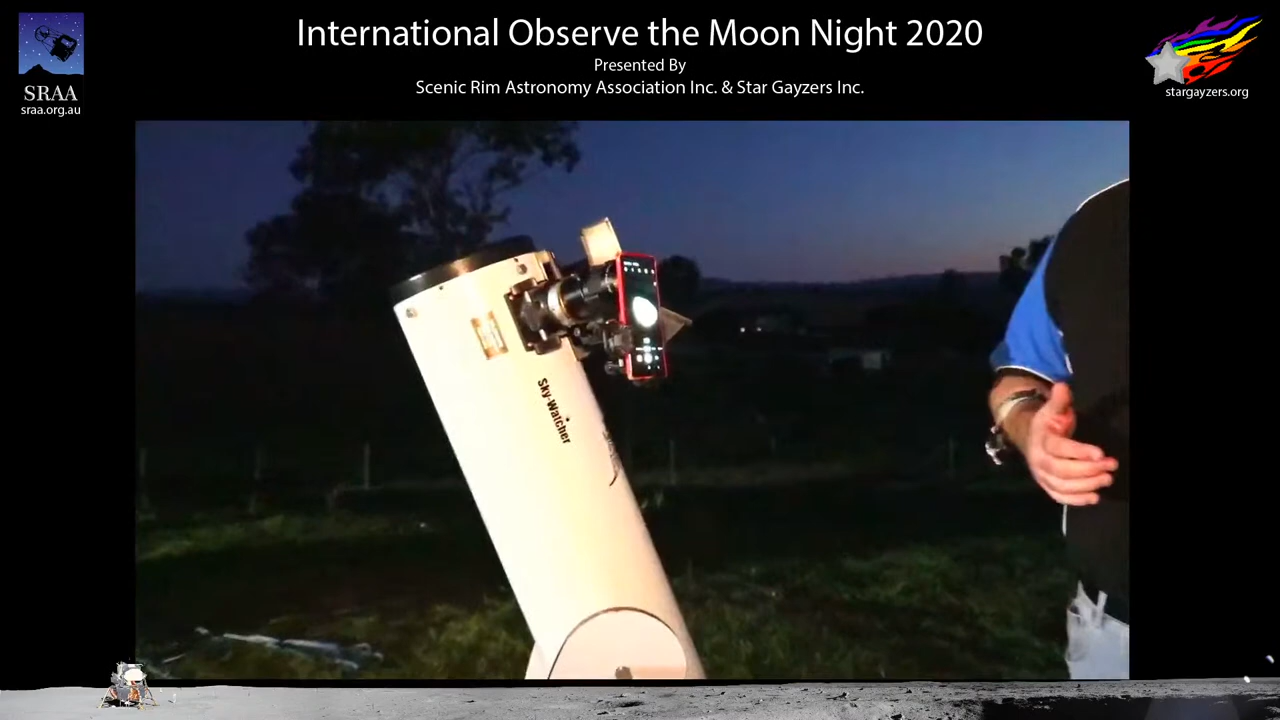 International Observe the Moon Night 2020
Presented By
Scenic Rim Astronomy Association Inc. & Star Gayzers Inc.
SRAA
sraa.org.au
stargayzers.org
Sky-Watcher